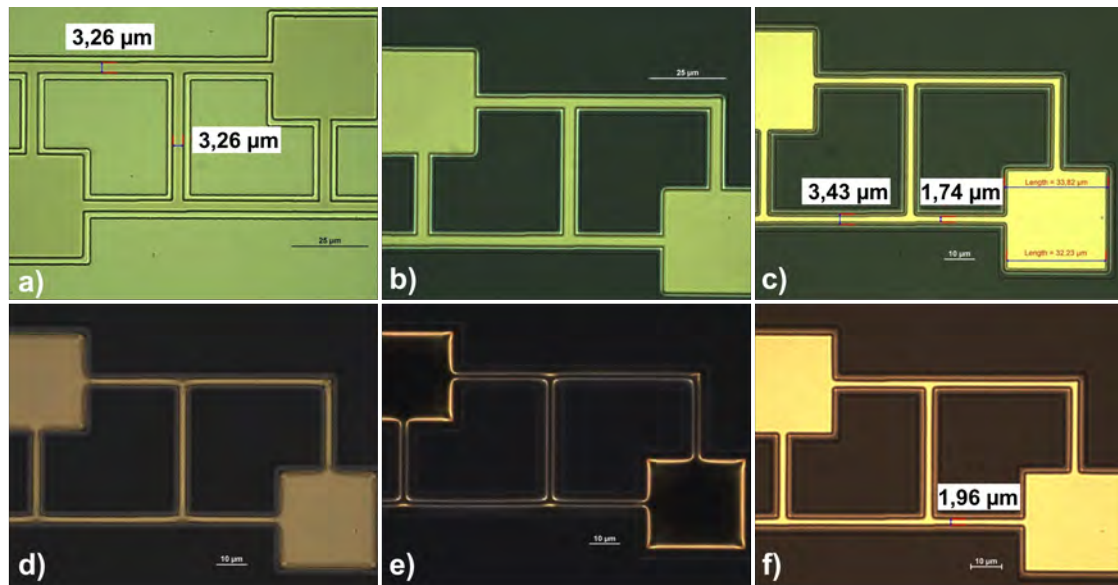 3,26 µm
3,26 µm
25 µm
a)
25 µm
b)
3,43 µm
1,74 µm
Length = 33,82 µm
Length = 32.23 µm
10 µm
c)
10 µm
d)
10 µm
e)
1,96 µm
10 µm
f)